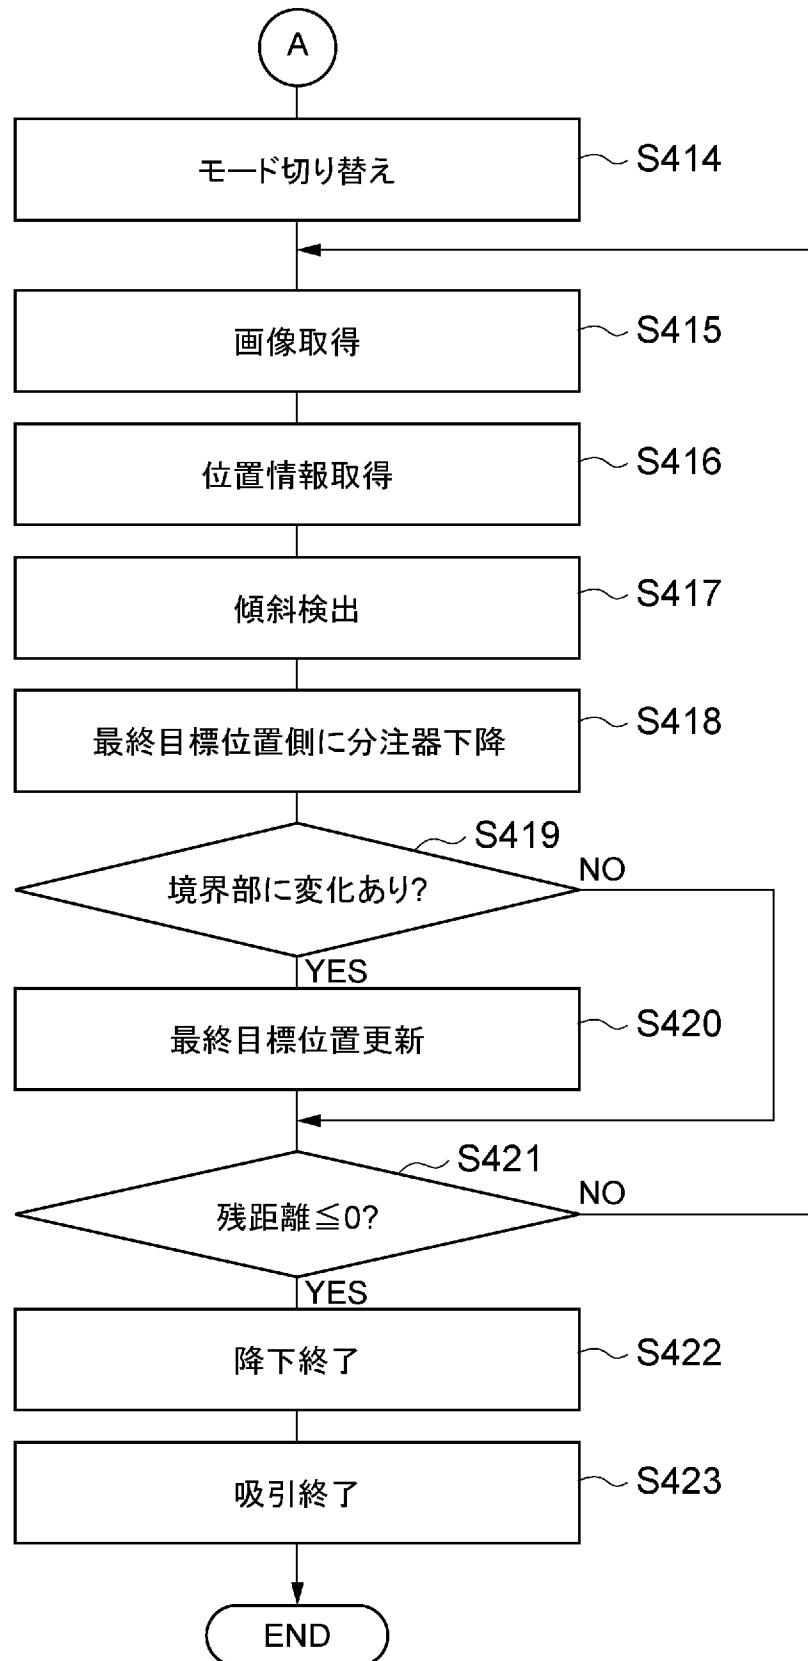 A
モード切り替え
S414
画像取得
S415
位置情報取得
S416
傾斜検出
S417
最終目標位置側に分注器下降
S418
S419
境界部に変化あり?
NO
YES
最終目標位置更新
S420
S421
残距離≦0?
NO
YES
降下終了
S422
吸引終了
S423
END